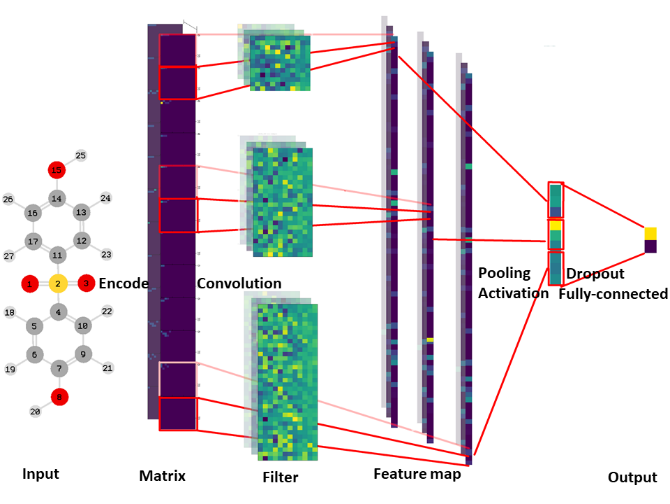 25
15
26
14
24
16
13
17
12
27
11
23
1
2
3
Encode
Convolution
18
4
22
5
10
6
9
19
7
21
8
20
Pooling
Activation
Dropout
Fully-connected
Input
Matrix
Filter
Feature map
Output